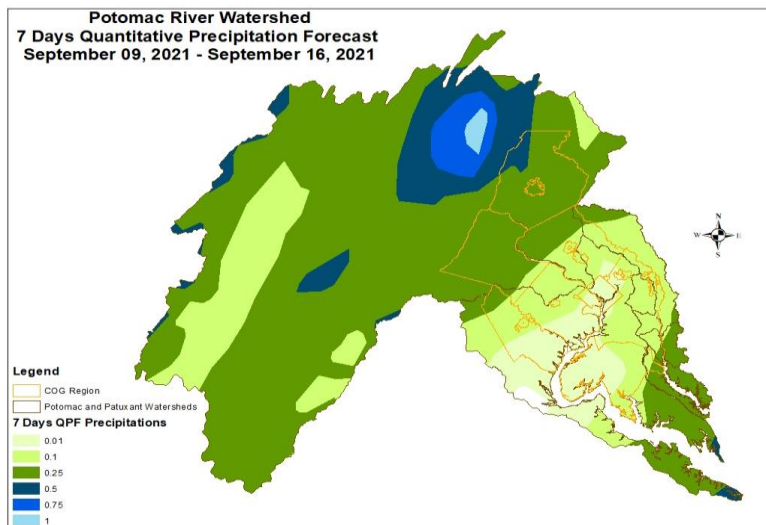 Potomac River Watershed
7 Days Quantitative Precipitation Forecast
September 09, 2021 - September 16, 2021
N
W E
S
Legend
COG Region
Potomac and Patuxant Watersheds
7 Days QPF Precipitations
0.01
0.1
0.25
0.5
0.75
1